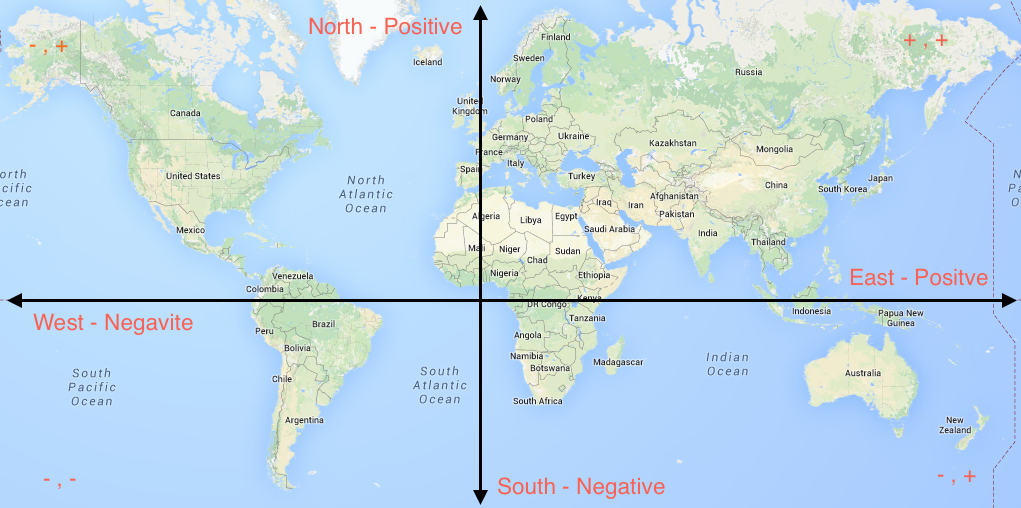 North - Positive
- , +
+ , +
Finland
Iceland
Sweden
Russia
Norway
United
Kingdom
Canada
Poland
Germany
Ukraine
Kazakhstan
France
Mongolia
Italy
Spain
United States
Turkey
China
Japan
South Korea
orth
cific
cean
North
Atlantic
Ocean
N
Pa
O
Afghanistan
Iraq
Iran
Pakistan
Algeria
Libya
Egypt
Mexico
Saudi Arabia
India
Mali
Niger
Sudan
Thailand
Chad
Nigeria
Ethiopia
Venezuela
East - Positve
Colombia
Kenya
DR Congo
Indonesia
Papua New
Guinea
West - Negavite
Tanzania
Peru
Brazil
Angola
Bolivia
Namibia
Botswana
Madagascar
Indian
Ocean
South
Pacific
Ocean
Chile
South
Atlantic
Ocean
Australia
South Africa
Argentina
New
Zealand
- , -
South - Negative
- , +